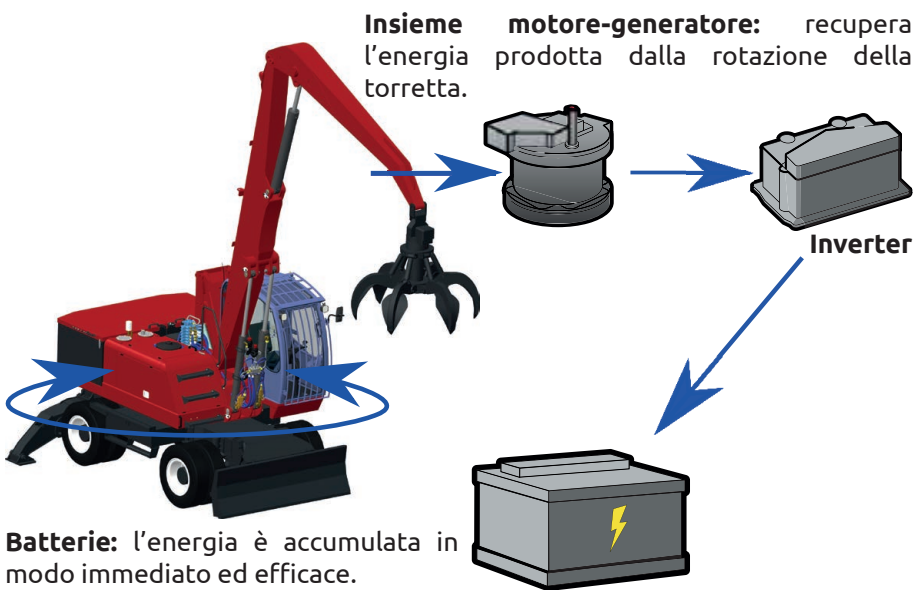 Insieme motore-generatore: recupera
l’energia prodotta dalla rotazione della
torretta.
Inverter
Batterie: l’energia è accumulata in
modo immediato ed efficace.